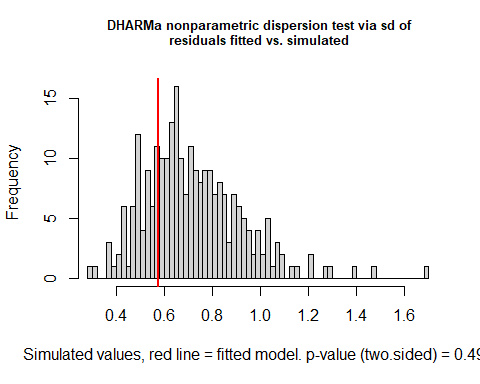 DHARMa nonparametric dispersion test via sd of
residuals fitted vs. simulated
Frequency
15
10
5
0
0.4 0.6 0.8 1.0 1.2 1.4 1.6
Simulated values, red line = fitted model. p-value (two.sided) = 0.49